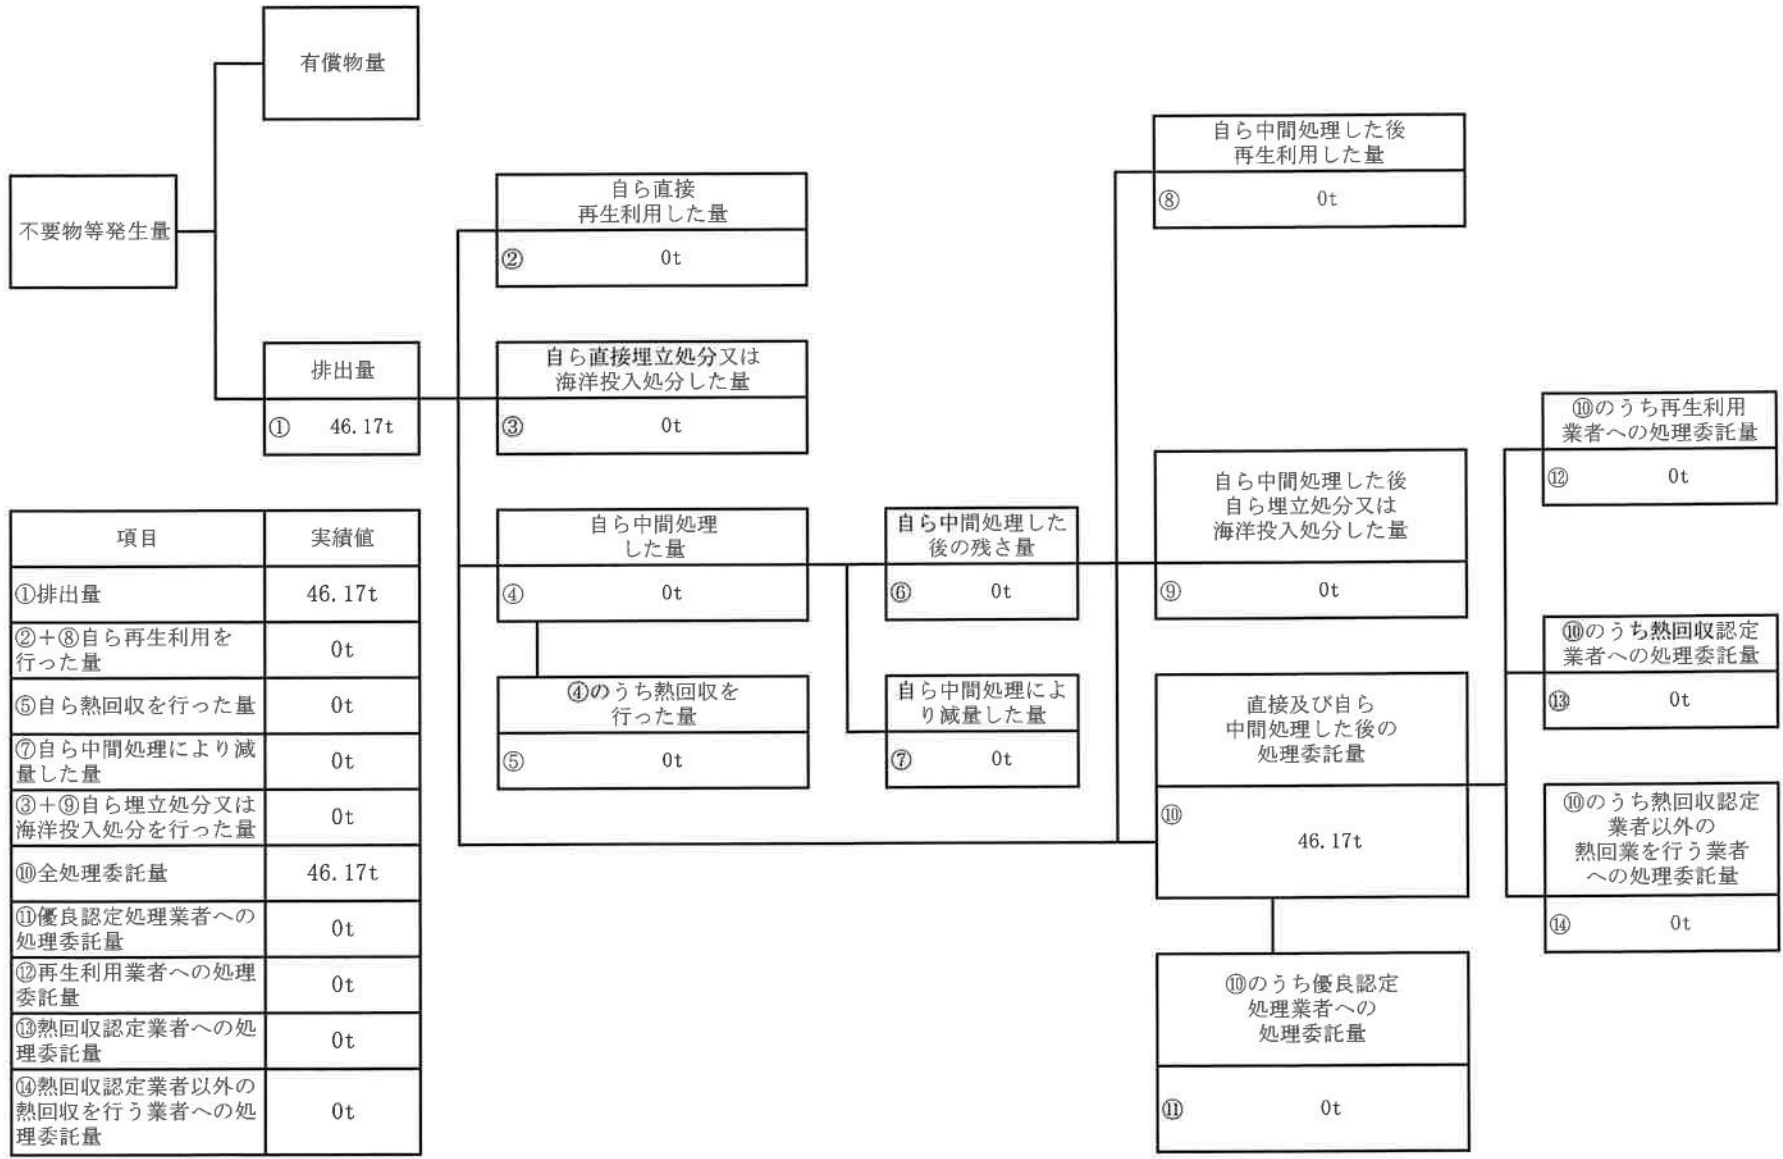 有償物量
不要物等発生量
排出量
① 46.17t
自ら直接
再生利用した量
② 0t
自ら直接埋立処分又は
海洋投入処分した量
③ 0t
自ら中間処理
した量
④ 0t
④のうち熱回収を
行った量
⑤ 0t
自ら中間処理した
後の残さ量
⑥ 0t
自ら中間処理によ
り減量した量
⑦ 0t
自ら中間処理した後
再生利用した量
⑧ 0t
自ら中間処理した後
自ら埋立処分又は
海洋投入処分した量
⑨ 0t
直接及び自ら
中間処理した後の
処理委託量
⑩
46.17t
⑩のうち優良認定
処理業者への
処理委託量
⑪ 0t
⑩のうち再生利用
業者への処理委託量
⑫ 0t
⑩のうち熱回収認定
業者への処理委託量
⑬ 0t
⑩のうち熱回収認定
業者以外の
熱回業を行う業者
への処理委託量
⑭ 0t
項目 実績値
①排出量 46.17t
②+⑧自ら再生利用を
行った量 0t
⑤自ら熱回収を行った量 0t
⑦自ら中間処理により減
量した量 0t
③+⑨自ら埋立処分又は
海洋投入処分を行った量 0t
⑩全処理委託量 46.17t
⑪優良認定処理業者への
処理委託量 0t
⑫再生利用業者への処理
委託量 0t
⑬熱回収認定業者への処
理委託量 0t
⑭熱回収認定業者以外の
熱回収を行う業者への処
理委託量 0t